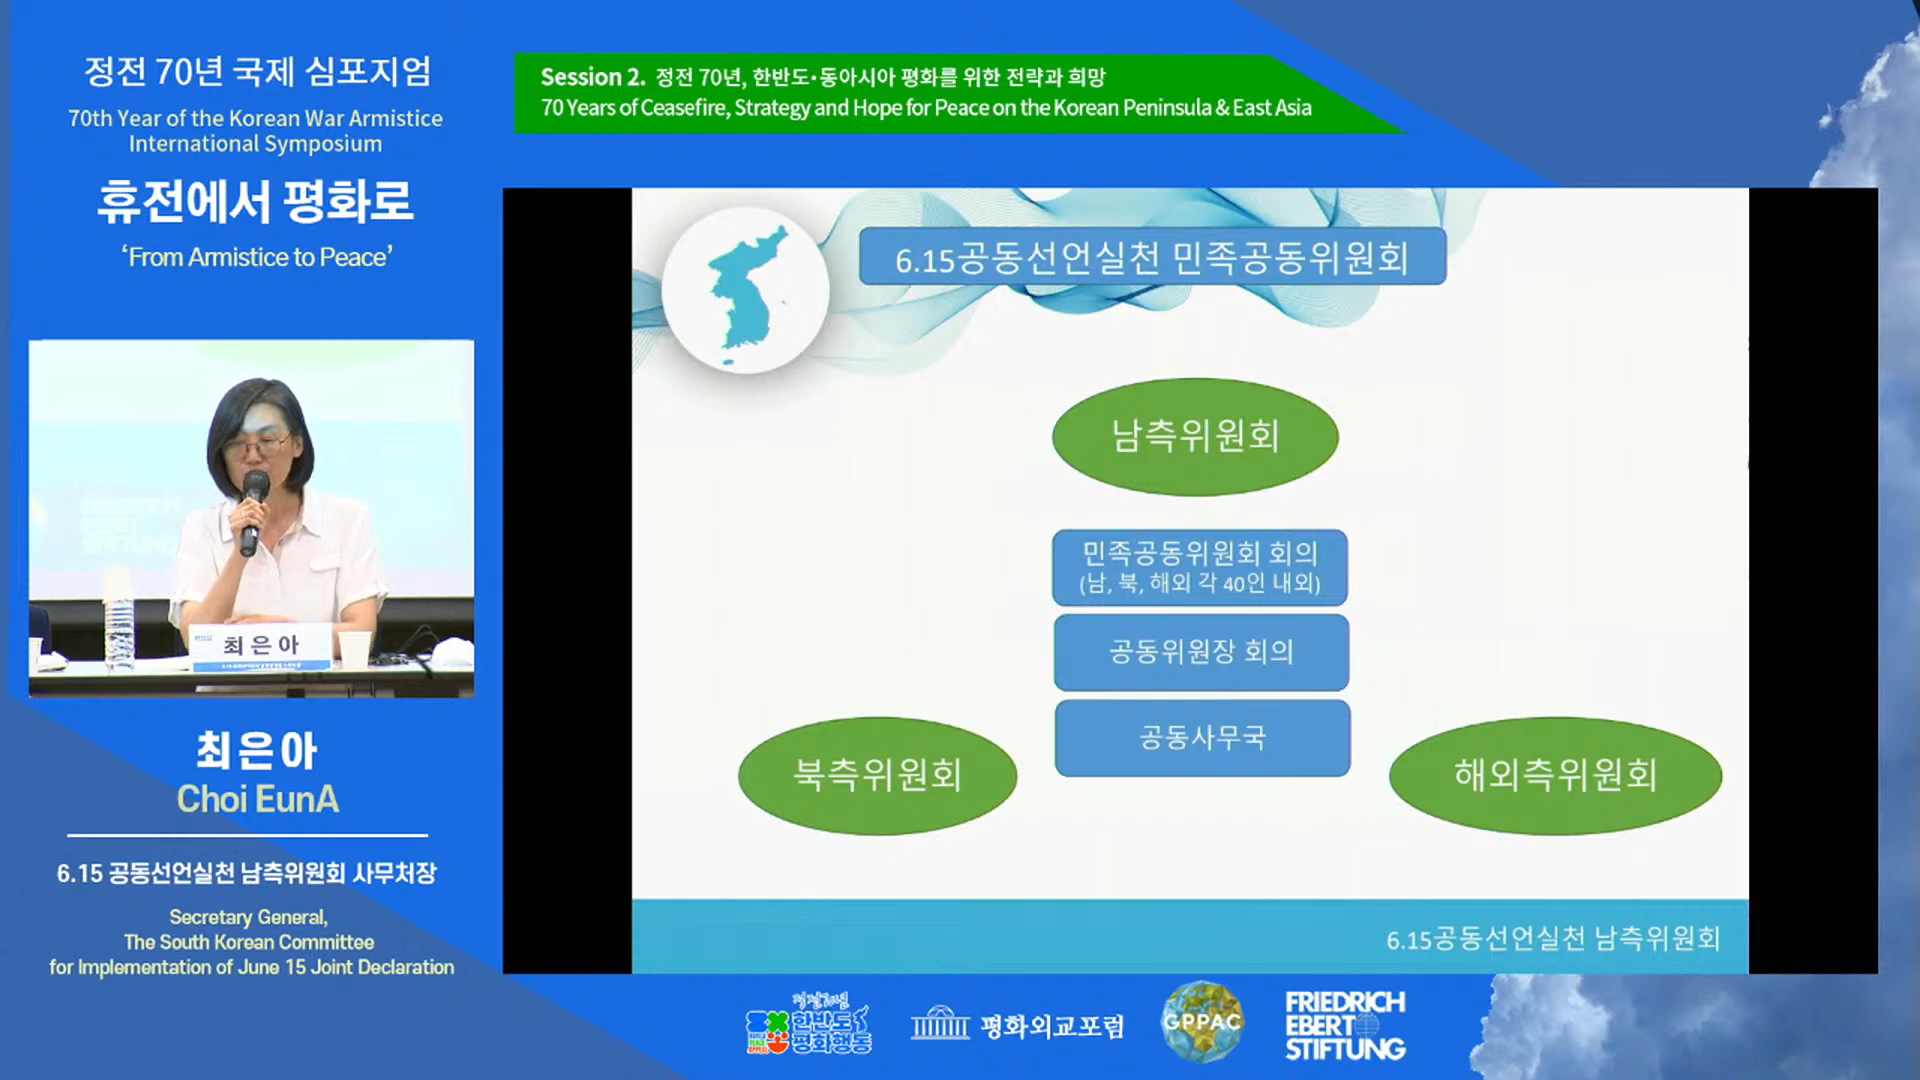 정전 70년 국제 심포지엄
70th Year of the Korean War Armistice
International Symposium
휴전에서 평화로
‘From Armistice to Peace’
Session 2. 정전 70년, 한반도·동아시아 평화를 위한 전략과 희망
70 Years of Ceasefire, Strategy and Hope for Peace on the Korean Peninsula & East Asia
6.15공동선언실천 민족공동위원회
남측위원회
민족공동위원회 회의
(남, 북, 해외 각 40인 내외)
공동위원장 회의
공동사무국
북측위원회
해외측위원회
6.15공동선언실천 남측위원회
최 은 아
최은아
Choi EunA
6.15 공동선언실천 남측위원회 사무처장
Secretary General,
The South Korean Committee
for Implementation of June 15 Joint Declaration
정전70년
한반도
평화행동
평화외교포럼
GPPAC
FRIEDRICH
EBERT
STIFTUNG